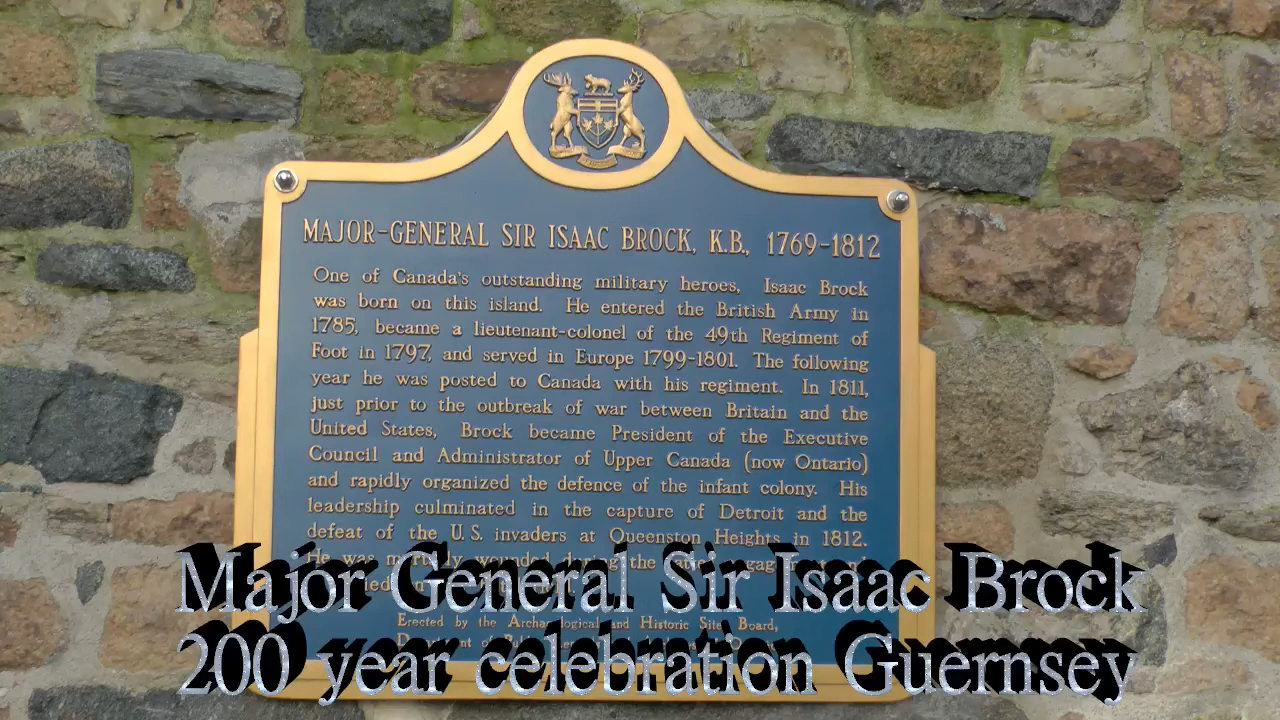 MAJOR-GENERAL SIR ISAAC BROCK, K.B., 1769-1812
One of Canada's outstanding military heroes, Isaac Brock
was born on this island. He entered the British Army in
1785, became a lieutenant-colonel of the 49th Regiment of
Foot in 1797, and served in Europe 1799-1801. The following
year he was posted to Canada with his regiment. In 1811,
just prior to the outbreak of war between Britain and the
United States, Brock became President of the Executive
Council and Administrator of Upper Canada (now Ontario)
and rapidly organized the defence of the infant colony. His
leadership culminated in the capture of Detroit and the
defeat of the U.S. invaders at Queenston Heights in 1812.
He was mortally wounded during the
Erected by the Archaeological and Historic Sites Board,
Major General Sir Isaac Brock
200 year celebration Guernsey